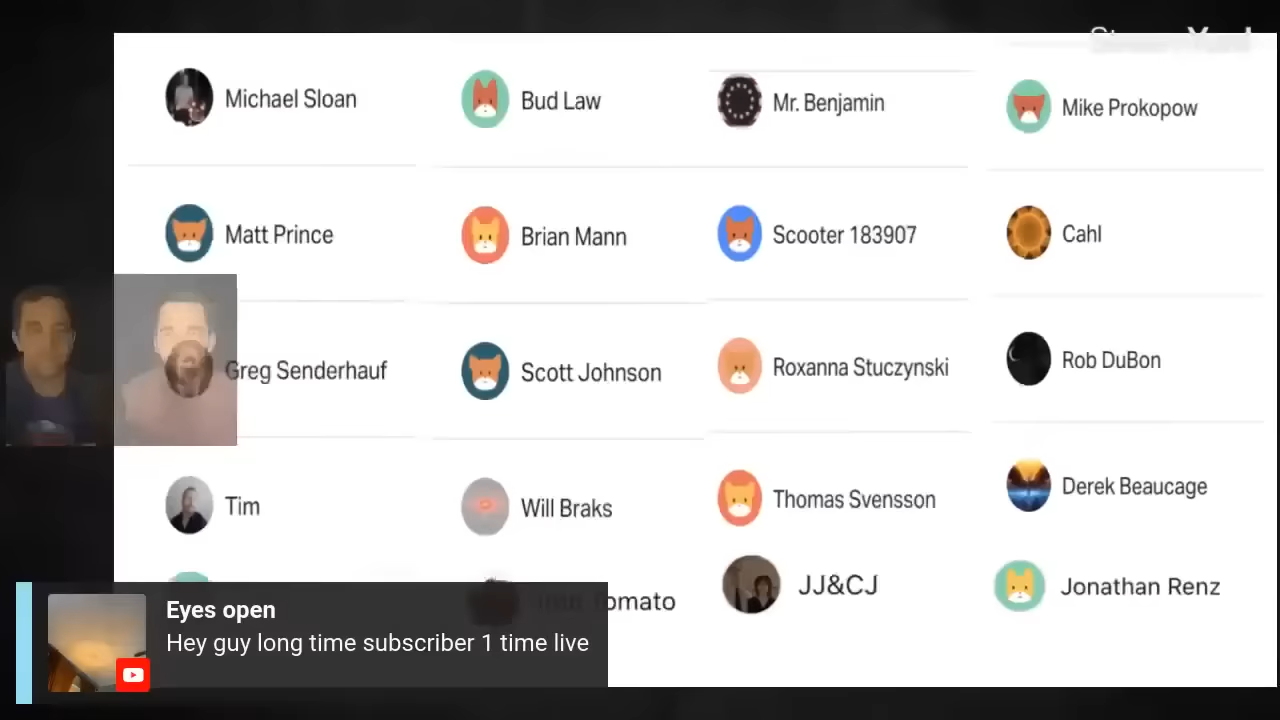 StreamYard
Michael Sloan
Bud Law
Mr. Benjamin
Mike Prokopow
Matt Prince
Brian Mann
Scooter 183907
Cahl
Greg Senderhauf
Scott Johnson
Roxanna Stuczynski
Rob DuBon
Tim
Will Braks
Thomas Svensson
Derek Beaucage
Tomato
JJ&CJ
Jonathan Renz
Eyes open
Hey guy long time subscriber 1 time live